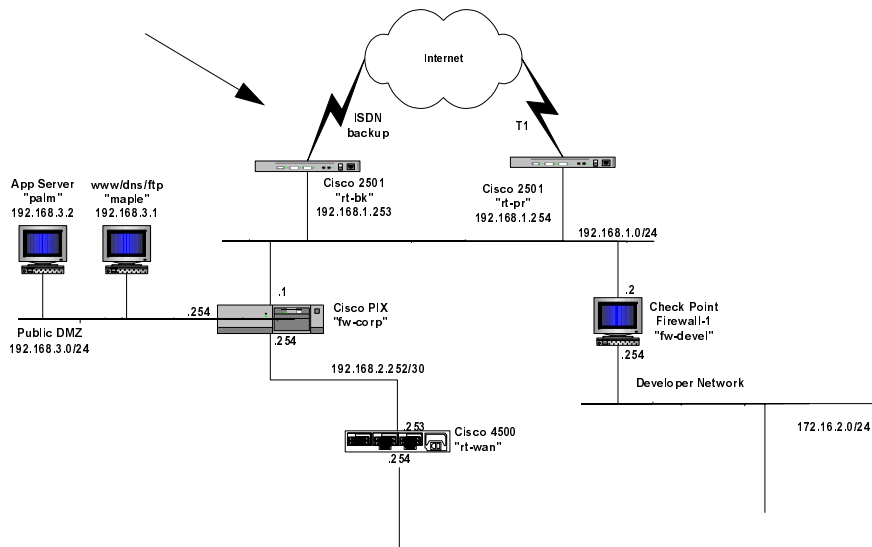 Internet
ISDN
backup
T1
Cisco 2501
"rt-bk"
192.168.1.253
Cisco 2501
"rt-pr"
192.168.1.254
App Server
"palm"
192.168.3.2
www/dns/ftp
"maple"
192.168.3.1
192.168.1.0/24
.1
.2
.254
Cisco PIX
"fw-corp"
.254
Check Point
Firewall-1
"fw-devel"
.254
Public DMZ
192.168.3.0/24
192.168.2.252/30
Developer Network
172.16.2.0/24
.253
Cisco 4500
"rt-wan"
.254